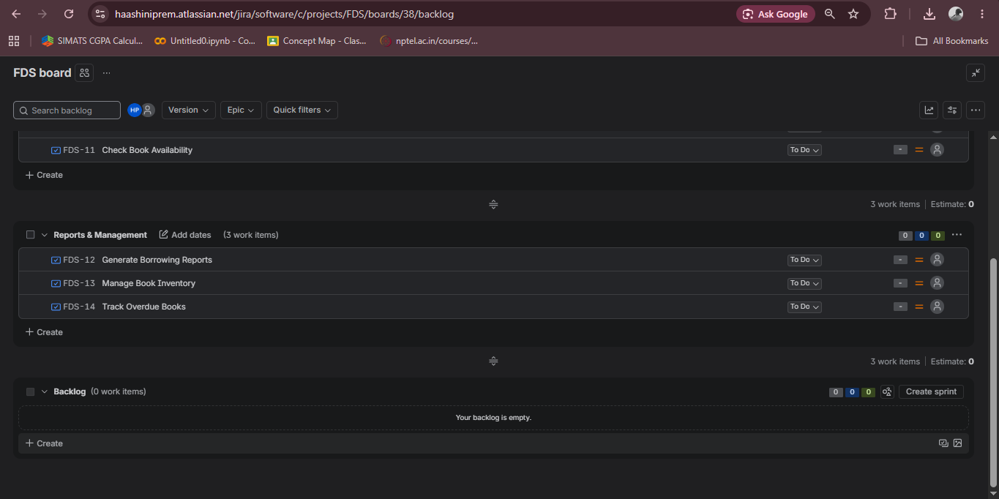 haashiniprem.atlassian.net/jira/software/c/projects/FDS/boards/38/backlog
Ask Google
SIMATS CGPA Calcul...
Untitled0.ipynb - Co...
Concept Map - Clas...
nptel.ac.in/courses/...
All Bookmarks
FDS board
Search backlog
HP
Version
Epic
Quick filters
FDS-11 Check Book Availability To Do -
Create
3 work items Estimate: 0
Reports & Management Add dates (3 work items) 0 0 0
FDS-12 Generate Borrowing Reports To Do -
FDS-13 Manage Book Inventory To Do -
FDS-14 Track Overdue Books To Do -
Create
3 work items Estimate: 0
Backlog (0 work items) 0 0 0 Create sprint
Your backlog is empty.
Create